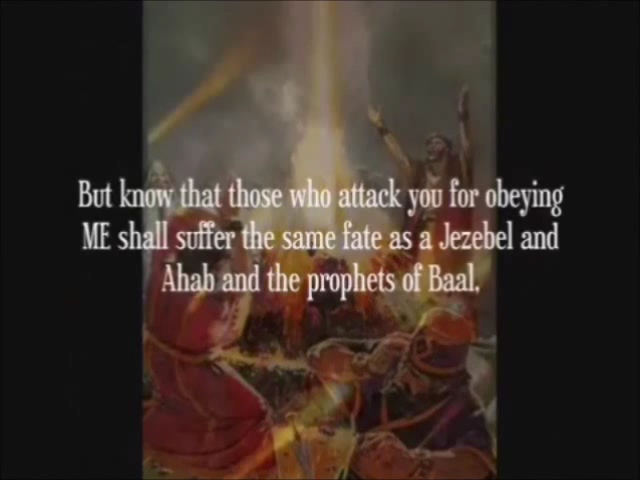 But know that those who attack you for obeying
ME shall suffer the same fate as a Jezebel and
Ahab and the prophets of Baal,